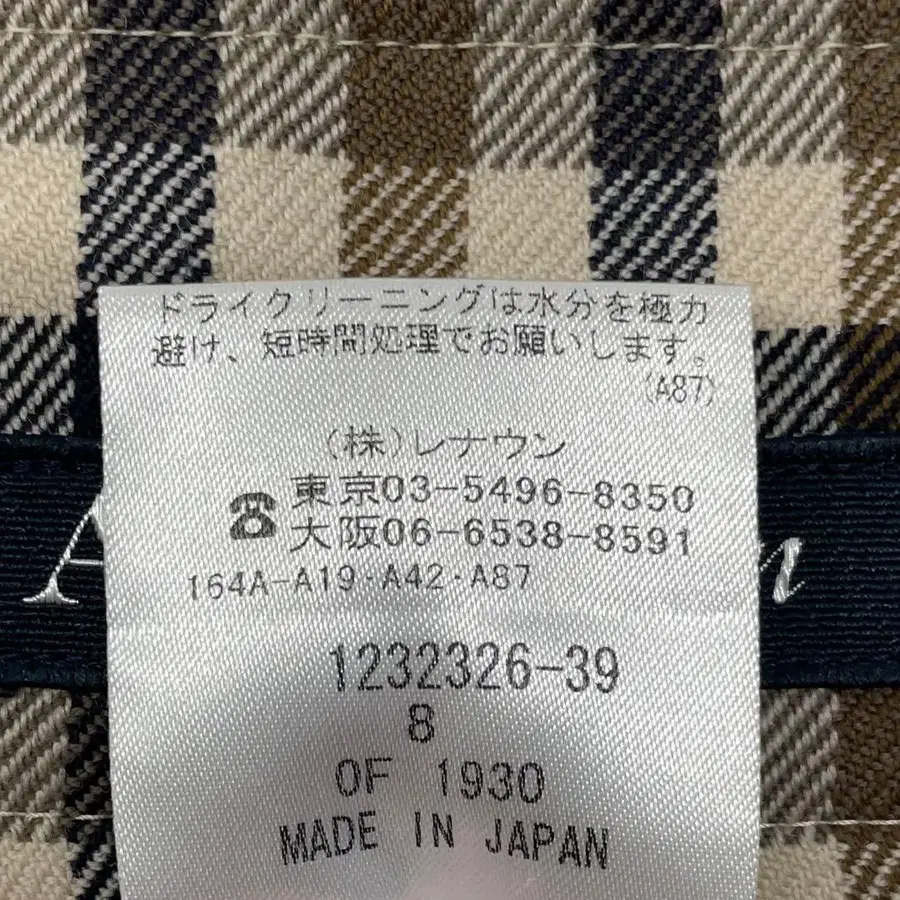 ドライクリーニングは水分を極力
避け、短時間処理でお願いします。
(A87)
(株)レナウン
☎東京03-5496-8350
大阪06-6538-8591
164A-A19・A42・A87
1232326-39
8
OF 1930
MADE IN JAPAN